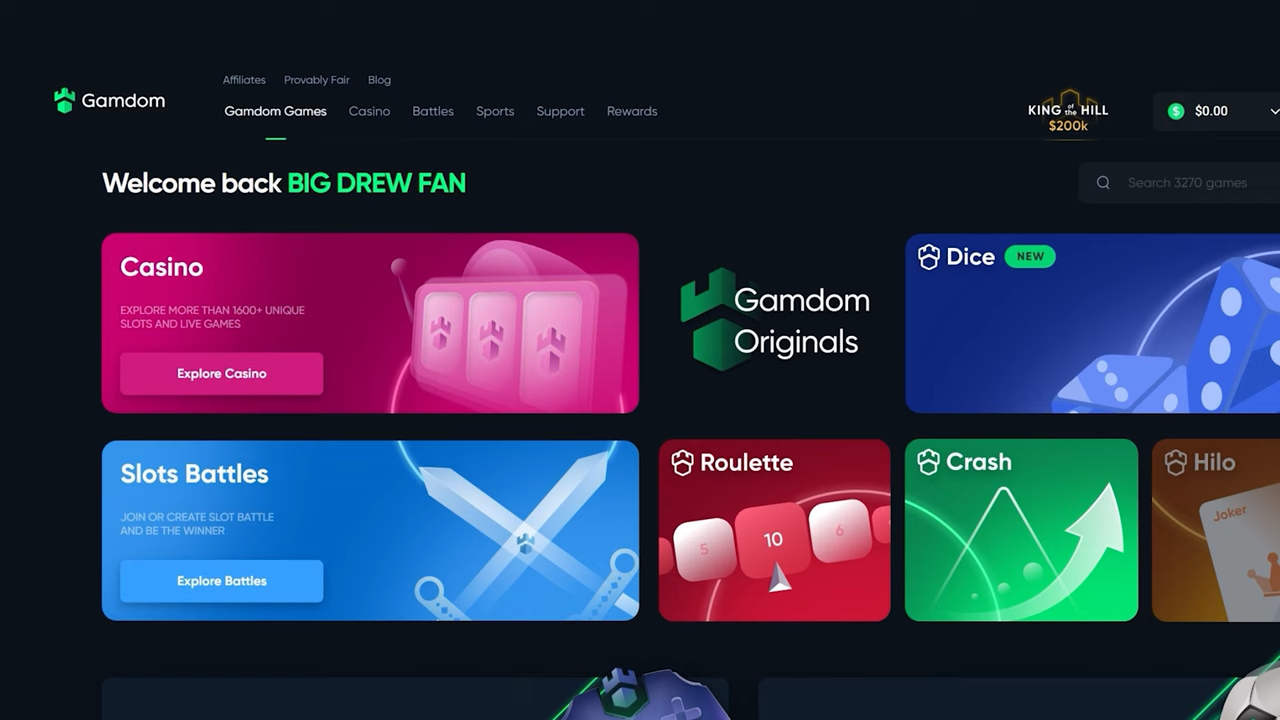 Affiliates Provably Fair Blog
Gamdom
Gamdom Games Casino Battles Sports Support Rewards
KING of the HILL
$200k
$0.00
Welcome back BIG DREW FAN
Search 3270 games
Casino
EXPLORE MORE THAN 1600+ UNIQUE
SLOTS AND LIVE GAMES
Explore Casino
Gamdom
Originals
Dice NEW
Slots Battles
JOIN OR CREATE SLOT BATTLE
AND BE THE WINNER
Explore Battles
Roulette
5 10 6
Crash
Hilo
Joker